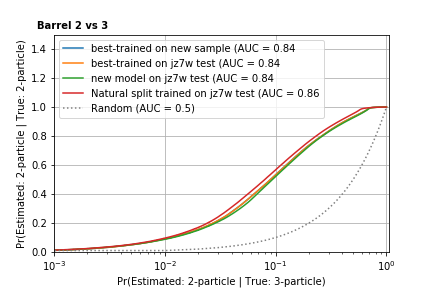 Barrel 2 vs 3
Pr(Estimated: 2-particle | True: 2-particle)
1.4
1.2
1.0
0.8
0.6
0.4
0.2
0.0
best-trained on new sample (AUC = 0.84
best-trained on jz7w test (AUC = 0.84
new model on jz7w test (AUC = 0.84
Natural split trained on jz7w test (AUC = 0.86
Random (AUC = 0.5)
10⁻³ 10⁻² 10⁻¹ 10⁰
Pr(Estimated: 2-particle | True: 3-particle)